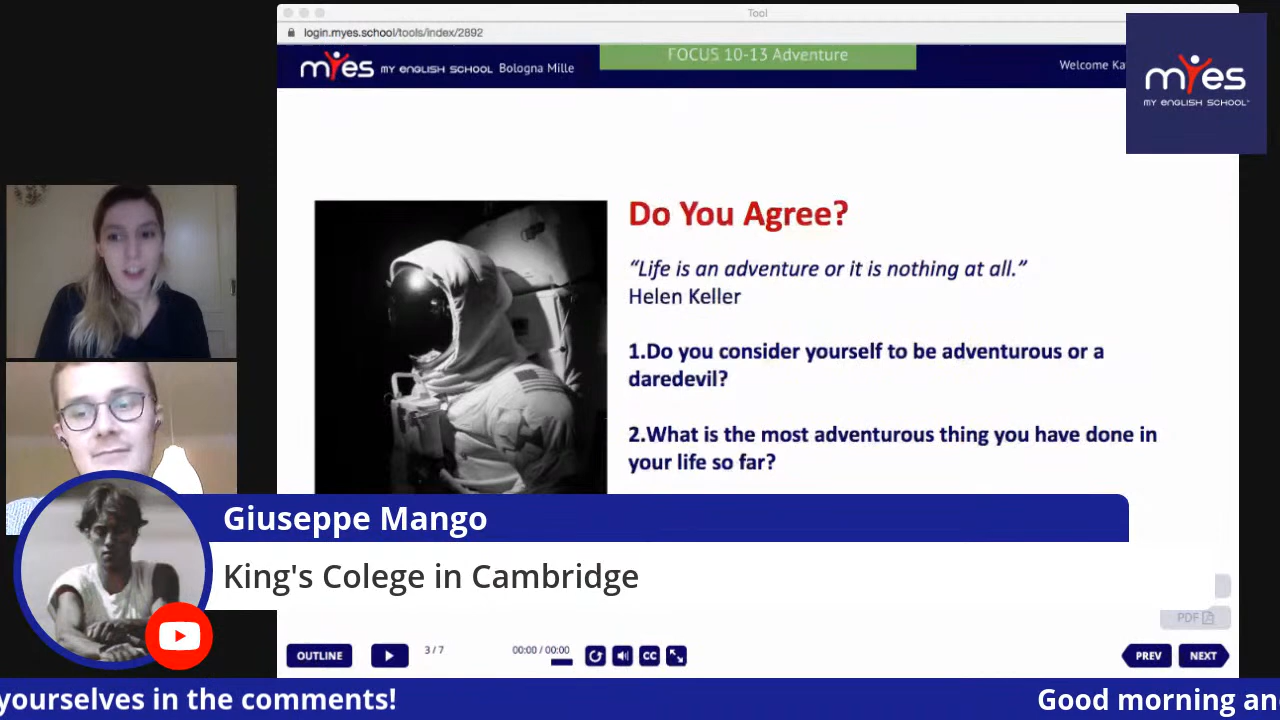 Tool
login.myes.school/tools/index/2892
FOCUS 10-13 Adventure
myes MY ENGLISH SCHOOL Bologna Mille
Welcome Ka
myes
MY ENGLISH SCHOOL
Do You Agree?
“Life is an adventure or it is nothing at all.”
Helen Keller
1.Do you consider yourself to be adventurous or a
daredevil?
2.What is the most adventurous thing you have done in
your life so far?
Giuseppe Mango
King's Colege in Cambridge
PDF
OUTLINE
3 / 7
00:00 / 00:00
CC
PREV
NEXT
yourselves in the comments!
Good morning an